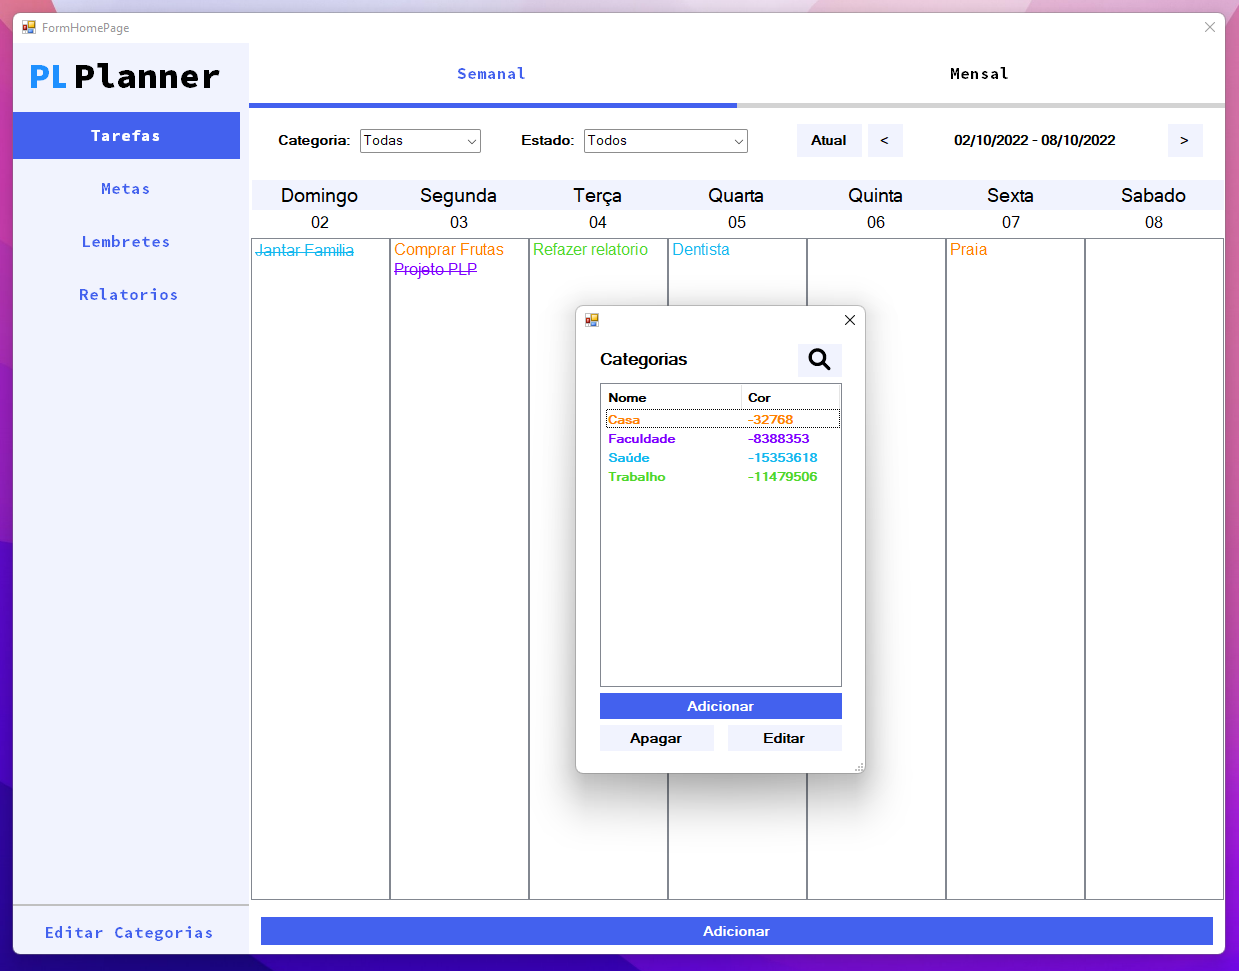 FormHomePage
PL Planner
Semanal
Mensal
Tarefas
Metas
Lembretes
Relatorios
Editar Categorias
Categoria: Todas
Estado: Todos
Atual < 02/10/2022 - 08/10/2022 >
Domingo Segunda Terça Quarta Quinta Sexta Sabado
02 03 04 05 06 07 08
Jantar Familia Comprar Frutas Refazer relatorio Dentista Praia
Projeto PLP
Categorias
Nome Cor
Casa -32768
Faculdade -8388353
Saúde -15353618
Trabalho -11479506
Adicionar
Apagar Editar
Adicionar